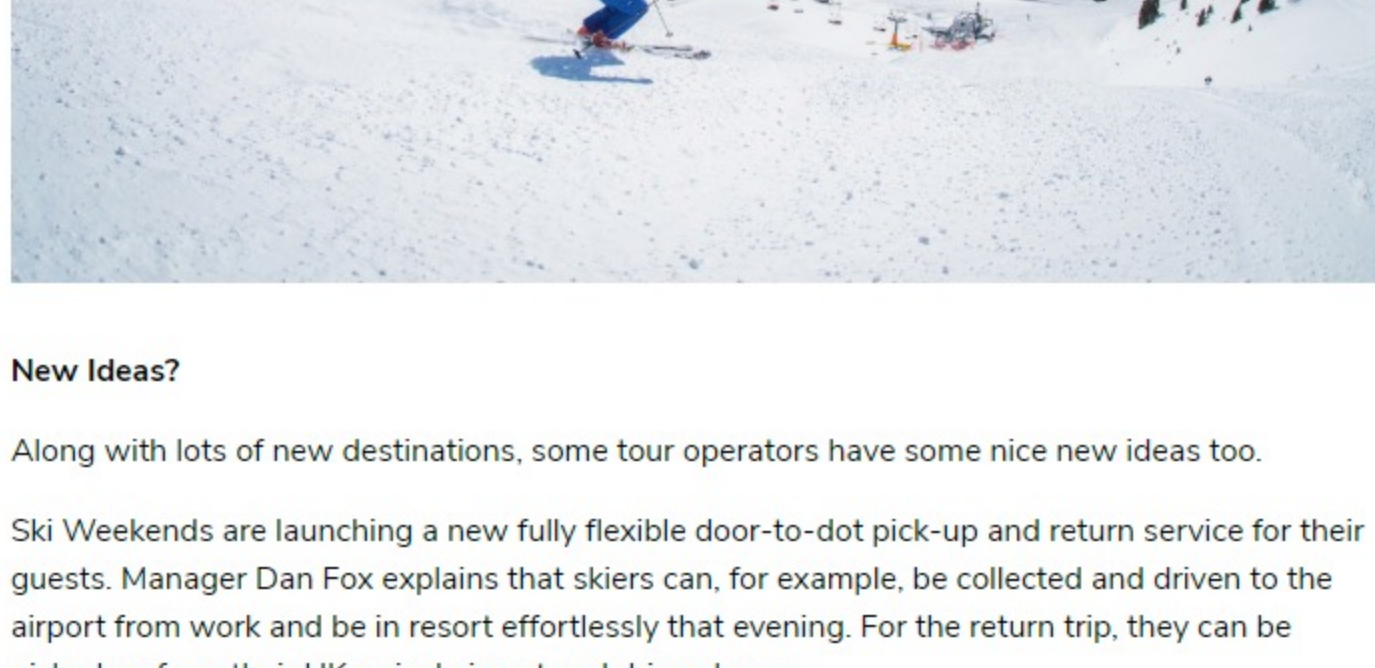 New Ideas?
Along with lots of new destinations, some tour operators have some nice new ideas too.
Ski Weekends are launching a new fully flexible door-to-dot pick-up and return service for their
guests. Manager Dan Fox explains that skiers can, for example, be collected and driven to the
airport from work and be in resort effortlessly that evening. For the return trip, they can be